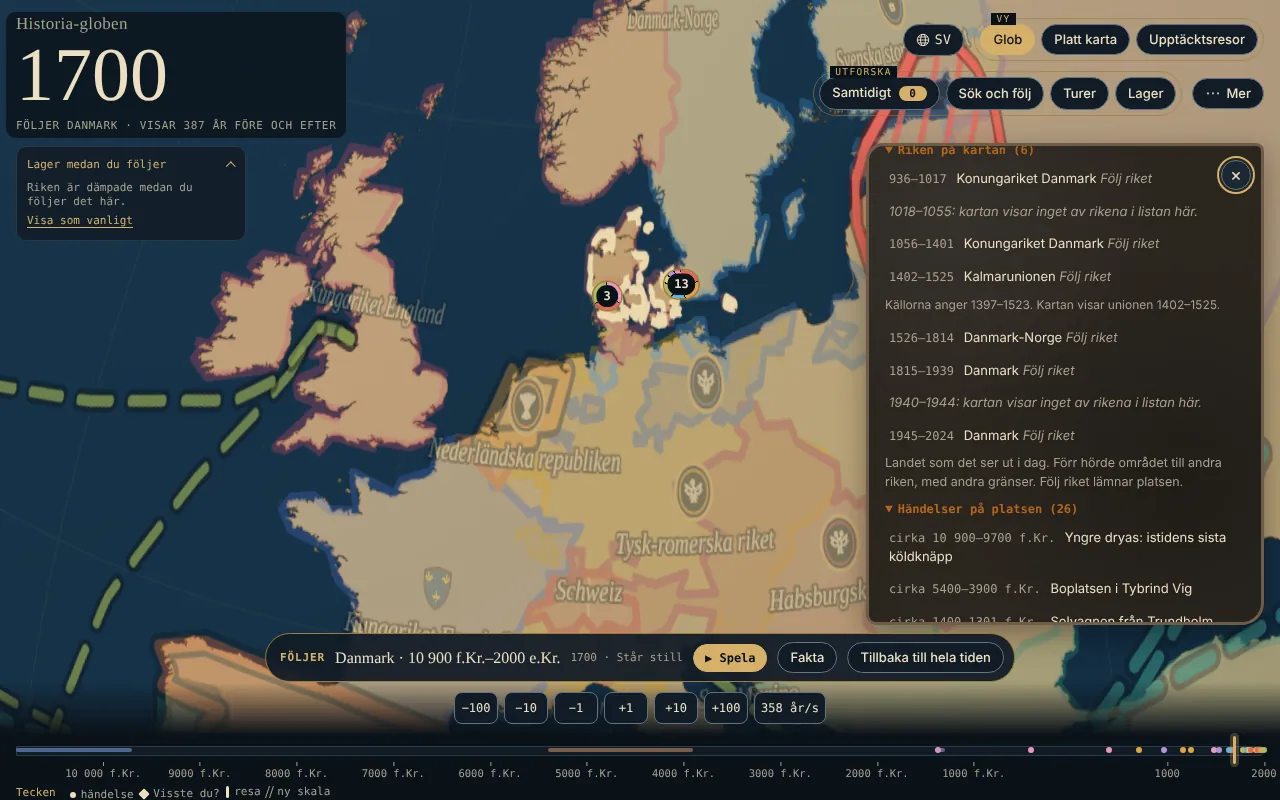 Historia-globen
1700
FÖLJER DANMARK · VISAR 387 ÅR FÖRE OCH EFTER
Lager medan du följer
Riken är dämpade medan du
följer det här.
Visa som vanligt
SV
VY
Glob
Platt karta
Upptäcktsresor
UTFORSKA
Samtidigt 0
Sök och följ
Turer
Lager
··· Mer
Danmark-Norge
Svenska stor
Kungariket England
Nederländska republiken
Tysk-romerska riket
Schweiz
Habsburgsk
Kungariket
3
13
▼ Riken på kartan (6)
936–1017 Konungariket Danmark Följ riket
1018–1055: kartan visar inget av rikena i listan här.
1056–1401 Konungariket Danmark Följ riket
1402–1525 Kalmarunionen Följ riket
Källorna anger 1397–1523. Kartan visar unionen 1402–1525.
1526–1814 Danmark-Norge Följ riket
1815–1939 Danmark Följ riket
1940–1944: kartan visar inget av rikena i listan här.
1945–2024 Danmark Följ riket
Landet som det ser ut i dag. Förr hörde området till andra
riken, med andra gränser. Följ riket lämnar platsen.
▼ Händelser på platsen (26)
cirka 10 900–9700 f.Kr. Yngre dryas: istidens sista
köldknäpp
cirka 5400–3900 f.Kr. Boplatsen i Tybrind Vig
cirka 1400–1301 f.Kr. Solvagnen från Trundholm
FÖLJER Danmark · 10 900 f.Kr.–2000 e.Kr. 1700 · Står still ▶ Spela Fakta Tillbaka till hela tiden
−100 −10 −1 +1 +10 +100 358 år/s
10 000 f.Kr. 9000 f.Kr. 8000 f.Kr. 7000 f.Kr. 6000 f.Kr. 5000 f.Kr. 4000 f.Kr. 3000 f.Kr. 2000 f.Kr. 1000 f.Kr. 1000 2000
Tecken ● händelse ◆ Visste du? resa // ny skala